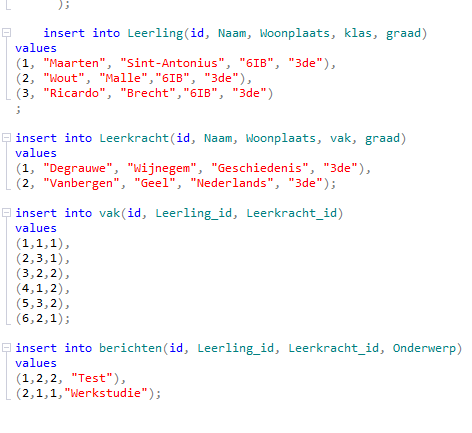 );
insert into Leerling(id, Naam, Woonplaats, klas, graad)
values
(1, "Maarten", "Sint-Antonius", "6IB", "3de"),
(2, "Wout", "Malle","6IB", "3de"),
(3, "Ricardo", "Brecht","6IB", "3de")
;
insert into Leerkracht(id, Naam, Woonplaats, vak, graad)
values
(1, "Degrauwe", "Wijnegem", "Geschiedenis", "3de"),
(2, "Vanbergen", "Geel", "Nederlands", "3de");
insert into vak(id, Leerling_id, Leerkracht_id)
values
(1,1,1),
(2,3,1),
(3,2,2),
(4,1,2),
(5,3,2),
(6,2,1);
insert into berichten(id, Leerling_id, Leerkracht_id, Onderwerp)
values
(1,2,2, "Test"),
(2,1,1,"Werkstudie");